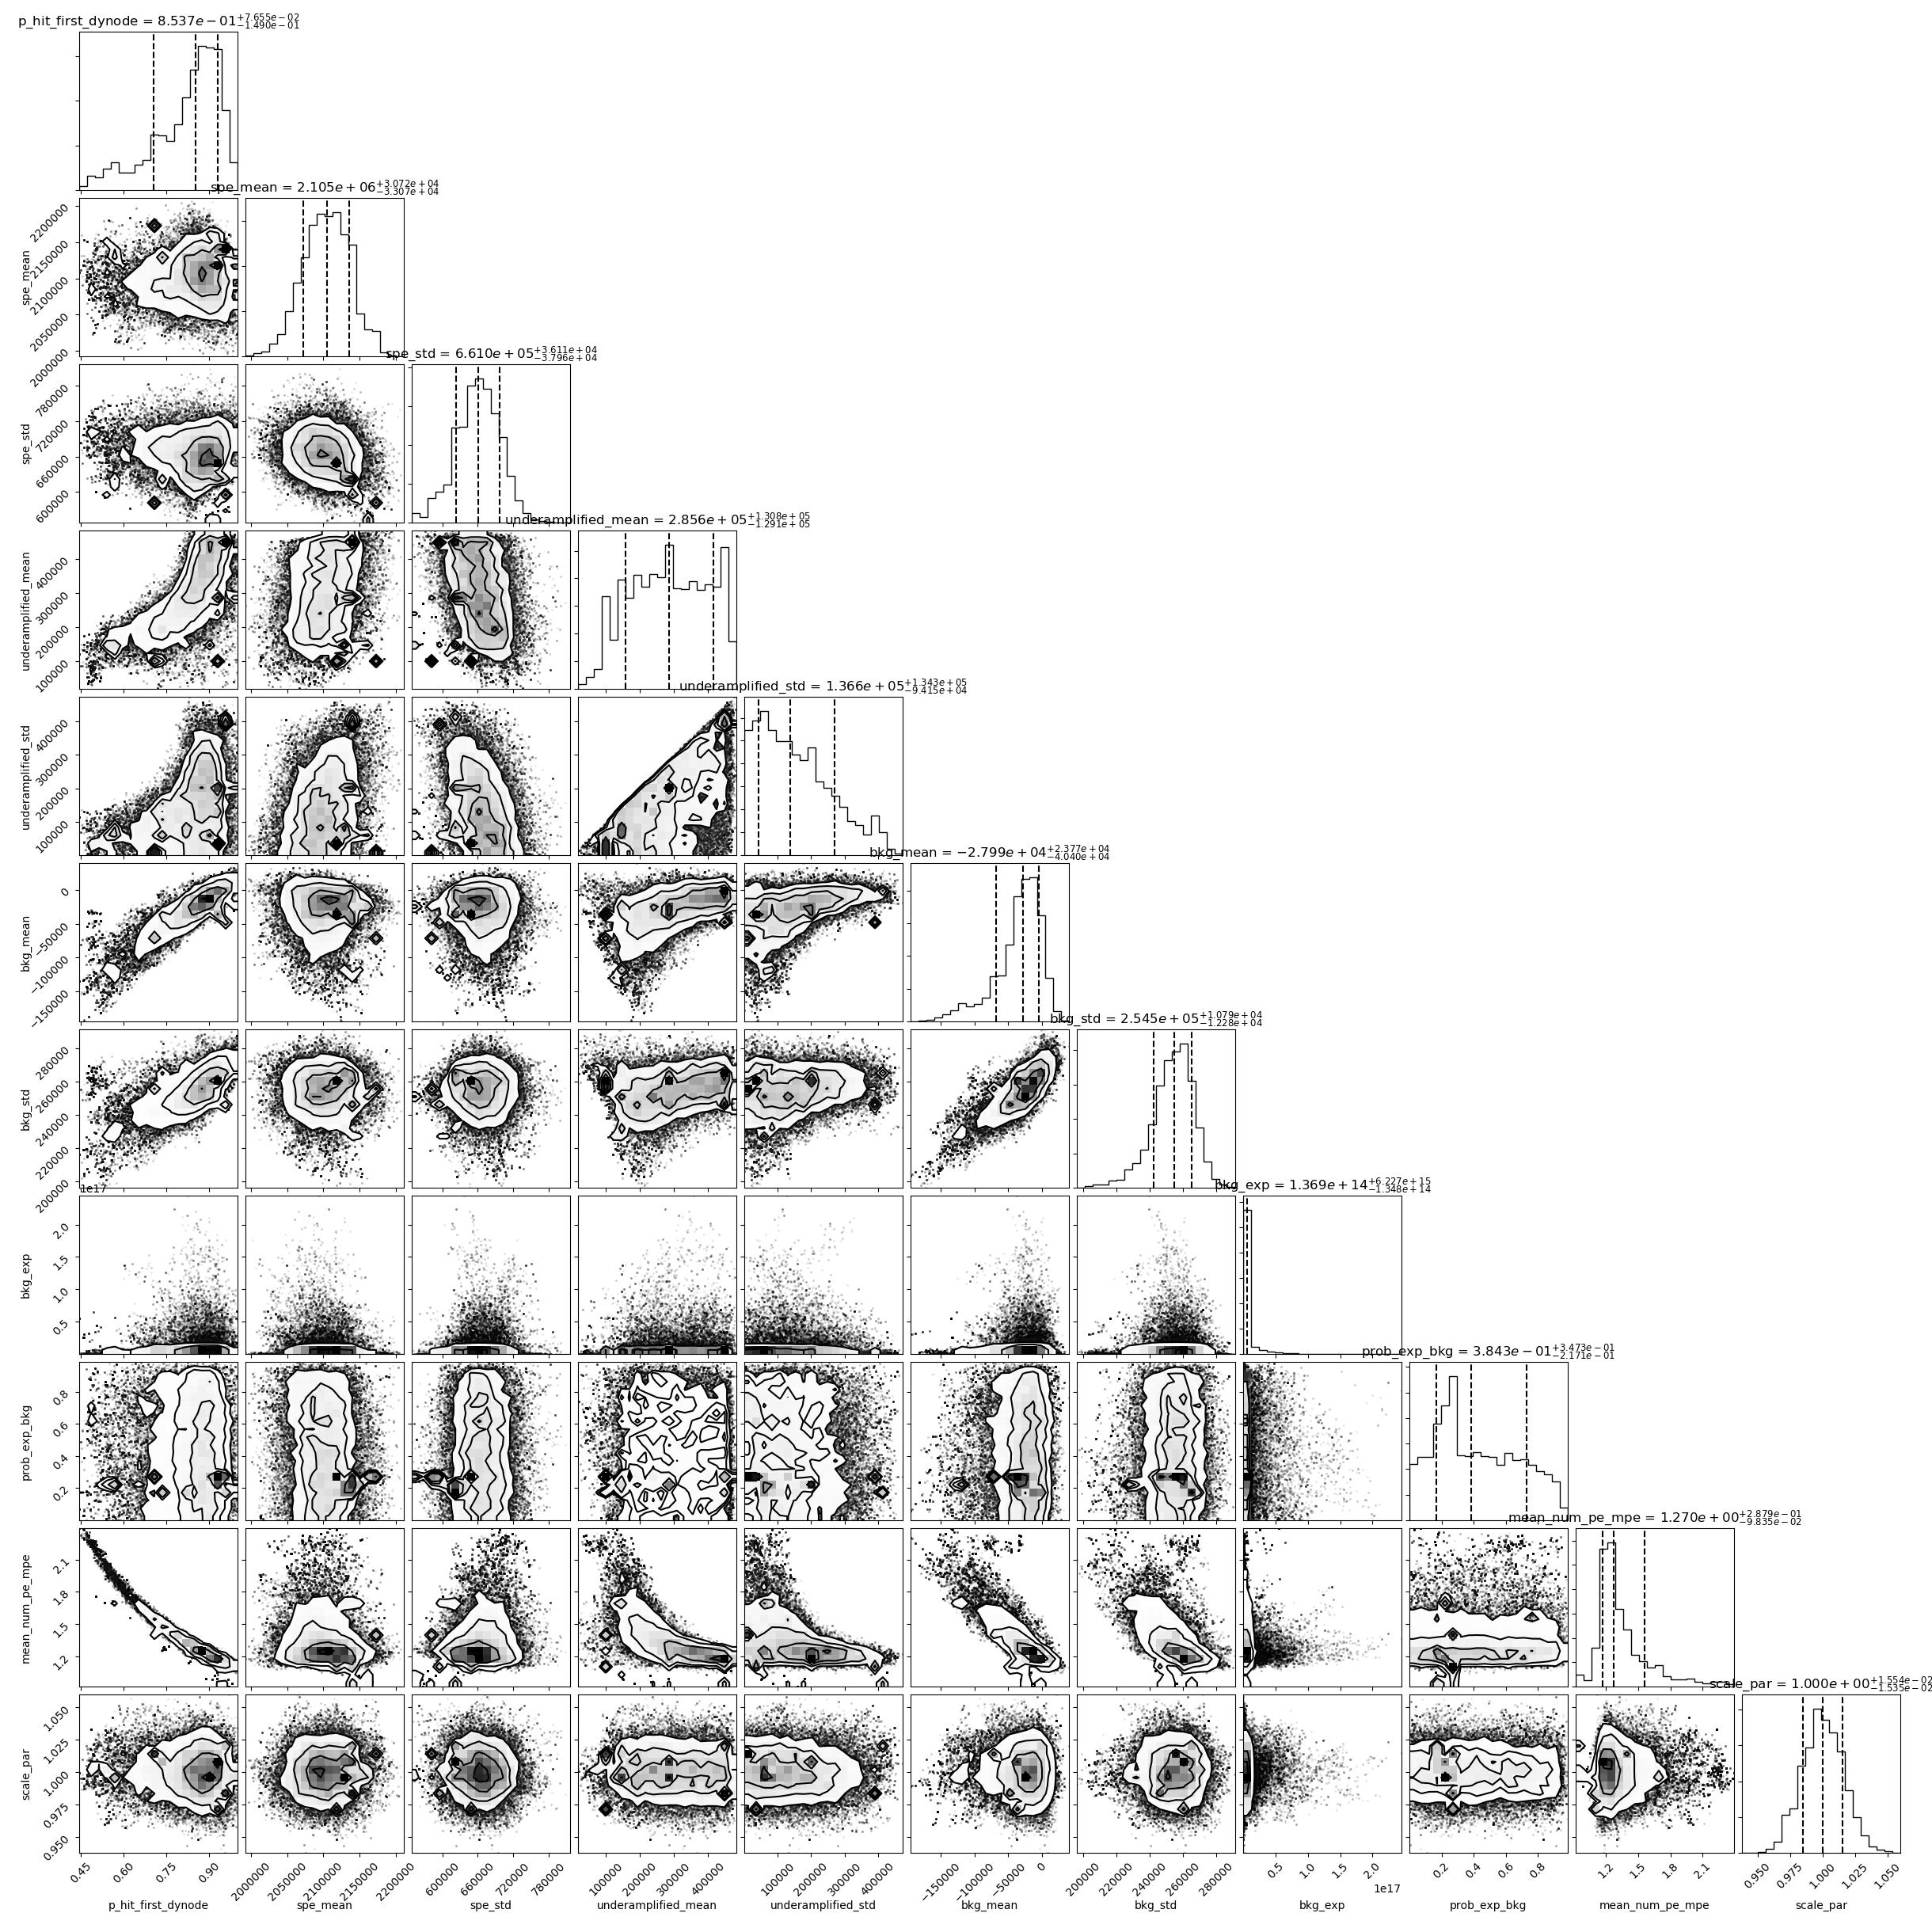 p_hit_first_dynode = 8.537e−01+7.655e−02−1.490e−01
spe_mean = 2.105e+06+3.072e+04−3.307e+04
spe_mean
2200000
2150000
2100000
2050000
2000000
spe_std = 6.610e+05+3.611e+04−3.796e+04
spe_std
780000
720000
660000
600000
underamplified_mean = 2.856e+05+1.308e+05−1.291e+05
underamplified_mean
400000
300000
200000
100000
underamplified_std = 1.366e+05+1.343e+05−9.415e+04
underamplified_std
400000
300000
200000
100000
bkg_mean = −2.799e+04+2.377e+04−4.040e+04
bkg_mean
0
−50000
−100000
−150000
bkg_std = 2.545e+05+1.079e+04−1.228e+04
bkg_std
280000
260000
240000
220000
200000
1e17
bkg_exp = 1.369e+14+6.227e+15−1.348e+14
bkg_exp
2.0
1.5
1.0
0.5
prob_exp_bkg = 3.843e−01+3.473e−01−2.171e−01
prob_exp_bkg
0.8
0.6
0.4
0.2
mean_num_pe_mpe = 1.270e+00+2.879e−01−9.835e−02
mean_num_pe_mpe
2.1
1.8
1.5
1.2
scale_par = 1.000e+00+1.554e−02−1.535e−02
scale_par
1.050
1.025
1.000
0.975
0.950
0.45 0.60 0.75 0.90 2000000 2050000 2100000 2150000 2200000 600000 660000 720000 780000 100000 200000 300000 400000 100000 200000 300000 400000 −150000 −100000 −50000 0 200000 220000 240000 260000 280000 0.5 1.0 1.5 2.0 0.2 0.4 0.6 0.8 1.2 1.5 1.8 2.1 0.950 0.975 1.000 1.025 1.050
1e17
p_hit_first_dynode spe_mean spe_std underamplified_mean underamplified_std bkg_mean bkg_std bkg_exp prob_exp_bkg mean_num_pe_mpe scale_par